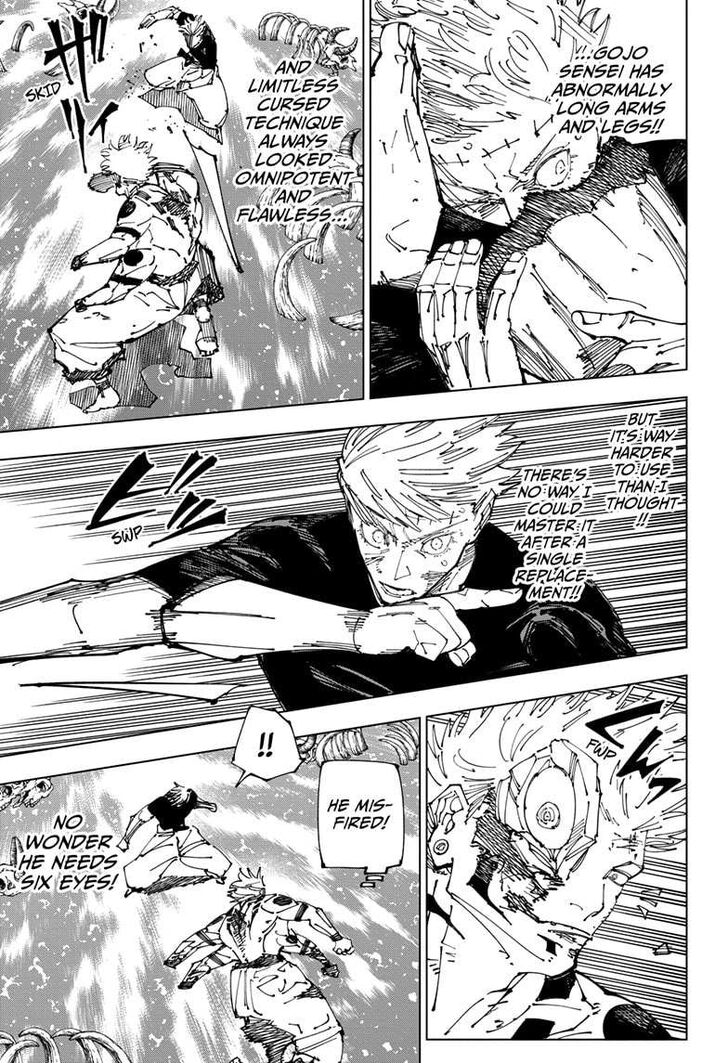 ...GOJO
SENSEI HAS
ABNORMALLY
LONG ARMS
AND LEGS!!
AND
LIMITLESS
CURSED
TECHNIQUE
ALWAYS
LOOKED
OMNIPOTENT
AND
FLAWLESS...
SKID
ザッ
BUT
IT'S WAY
HARDER
TO USE
THAN I
THOUGHT
!!
THERE'S
NO WAY I
COULD
MASTER IT
AFTER A
SINGLE
REPLACE-
MENT!!
SWP
FWP
!!
HE MIS-
FIRED!
NO
WONDER
HE NEEDS
SIX EYES!